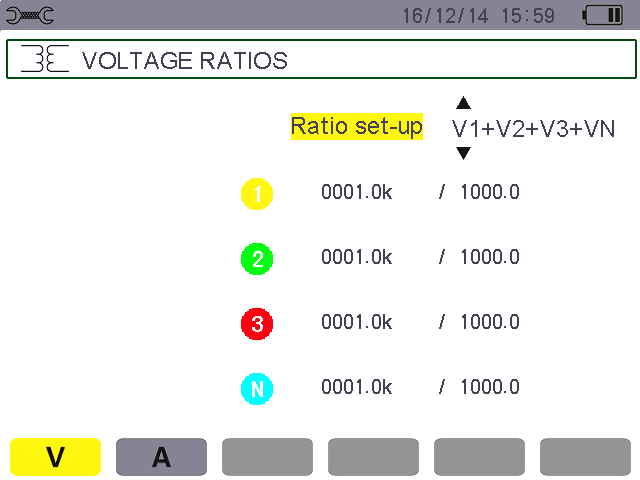 16/12/14 15:59
VOLTAGE RATIOS
Ratio set-up V1+V2+V3+VN
1 0001.0k / 1000.0
2 0001.0k / 1000.0
3 0001.0k / 1000.0
N 0001.0k / 1000.0
V A